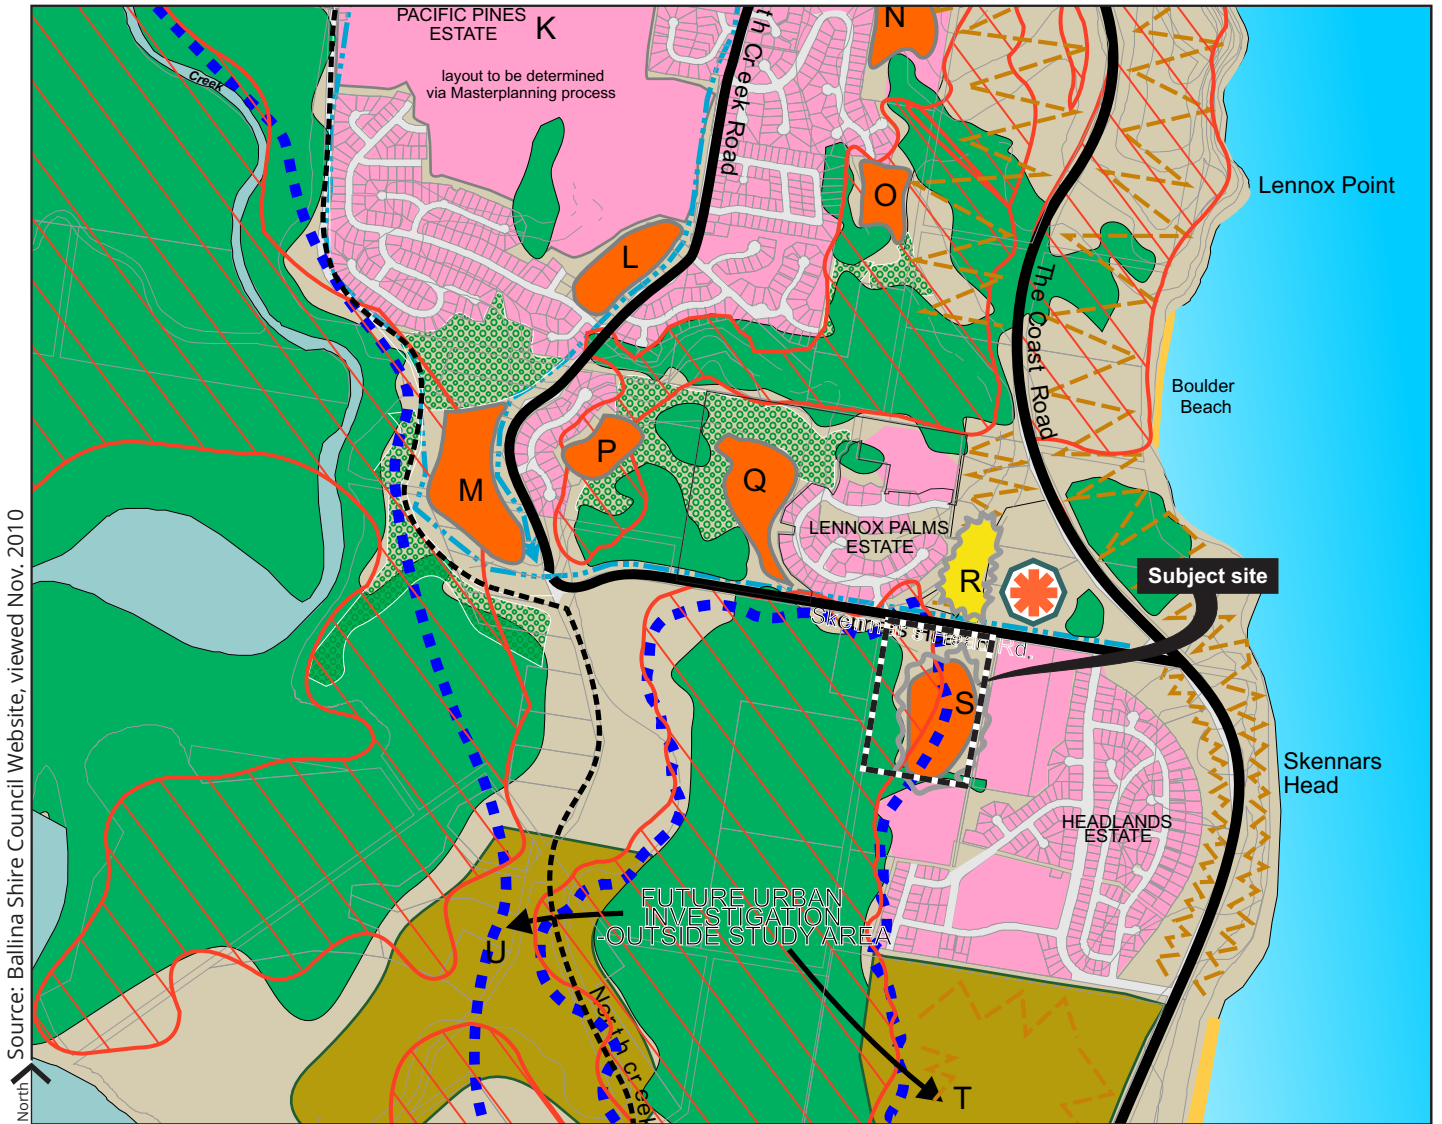 PACIFIC PINES
ESTATE
K
N
layout to be determined
via Masterplanning process
th Creek Road
Creek
O
Lennox Point
L
The Coast Road
Boulder
Beach
P
Q
M
LENNOX PALMS
ESTATE
R
Subject site
Skennars Head Rd.
S
Skennars
Head
HEADLANDS
ESTATE
FUTURE URBAN
INVESTIGATION
-OUTSIDE STUDY AREA
U
North creek
T
Source: Ballina Shire Council Website, viewed Nov. 2010
North